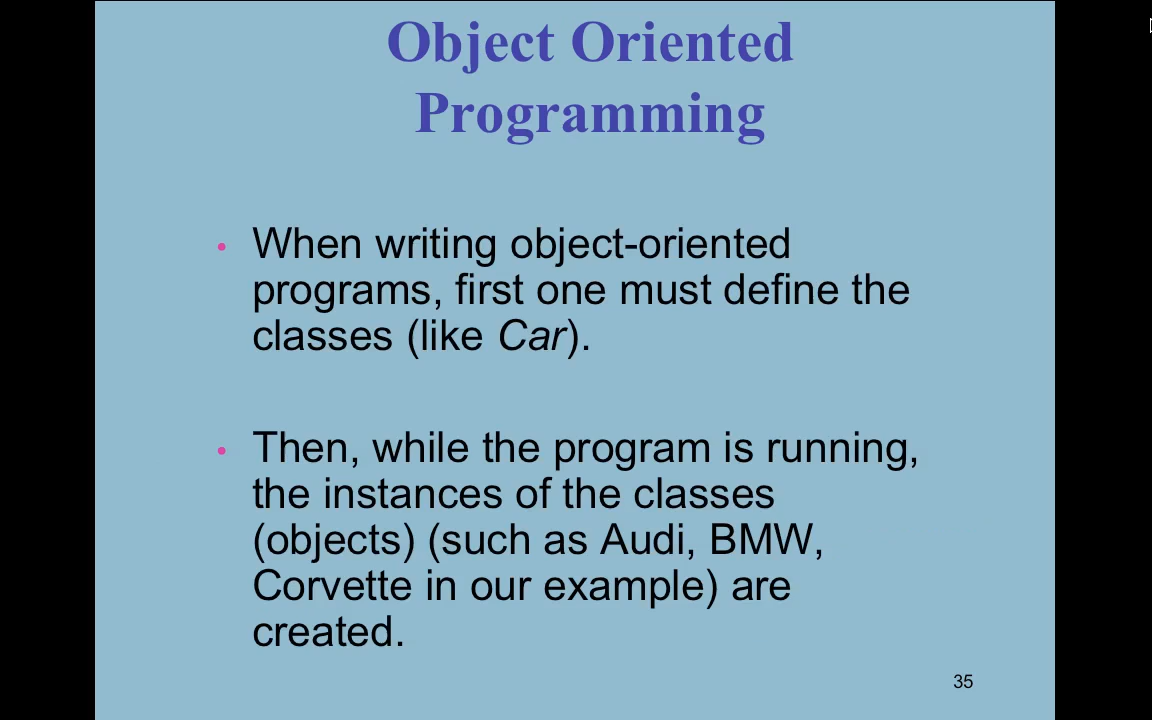 Object Oriented
Programming
• When writing object-oriented
programs, first one must define the
classes (like Car).
• Then, while the program is running,
the instances of the classes
(objects) (such as Audi, BMW,
Corvette in our example) are
created.
35